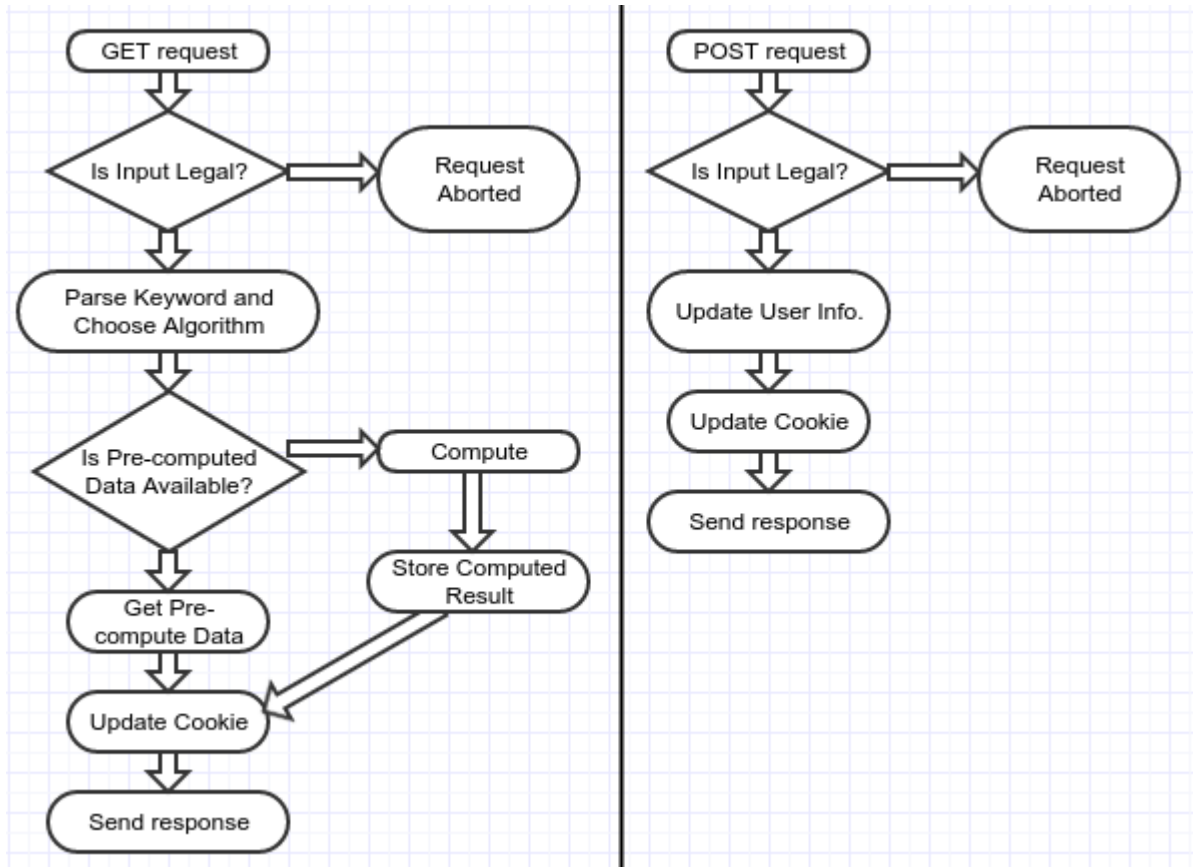 GET request
Is Input Legal?
Request
Aborted
Parse Keyword and
Choose Algorithm
Is Pre-computed
Data Available?
Compute
Store Computed
Result
Get Pre-
compute Data
Update Cookie
Send response
POST request
Is Input Legal?
Request
Aborted
Update User Info.
Update Cookie
Send response